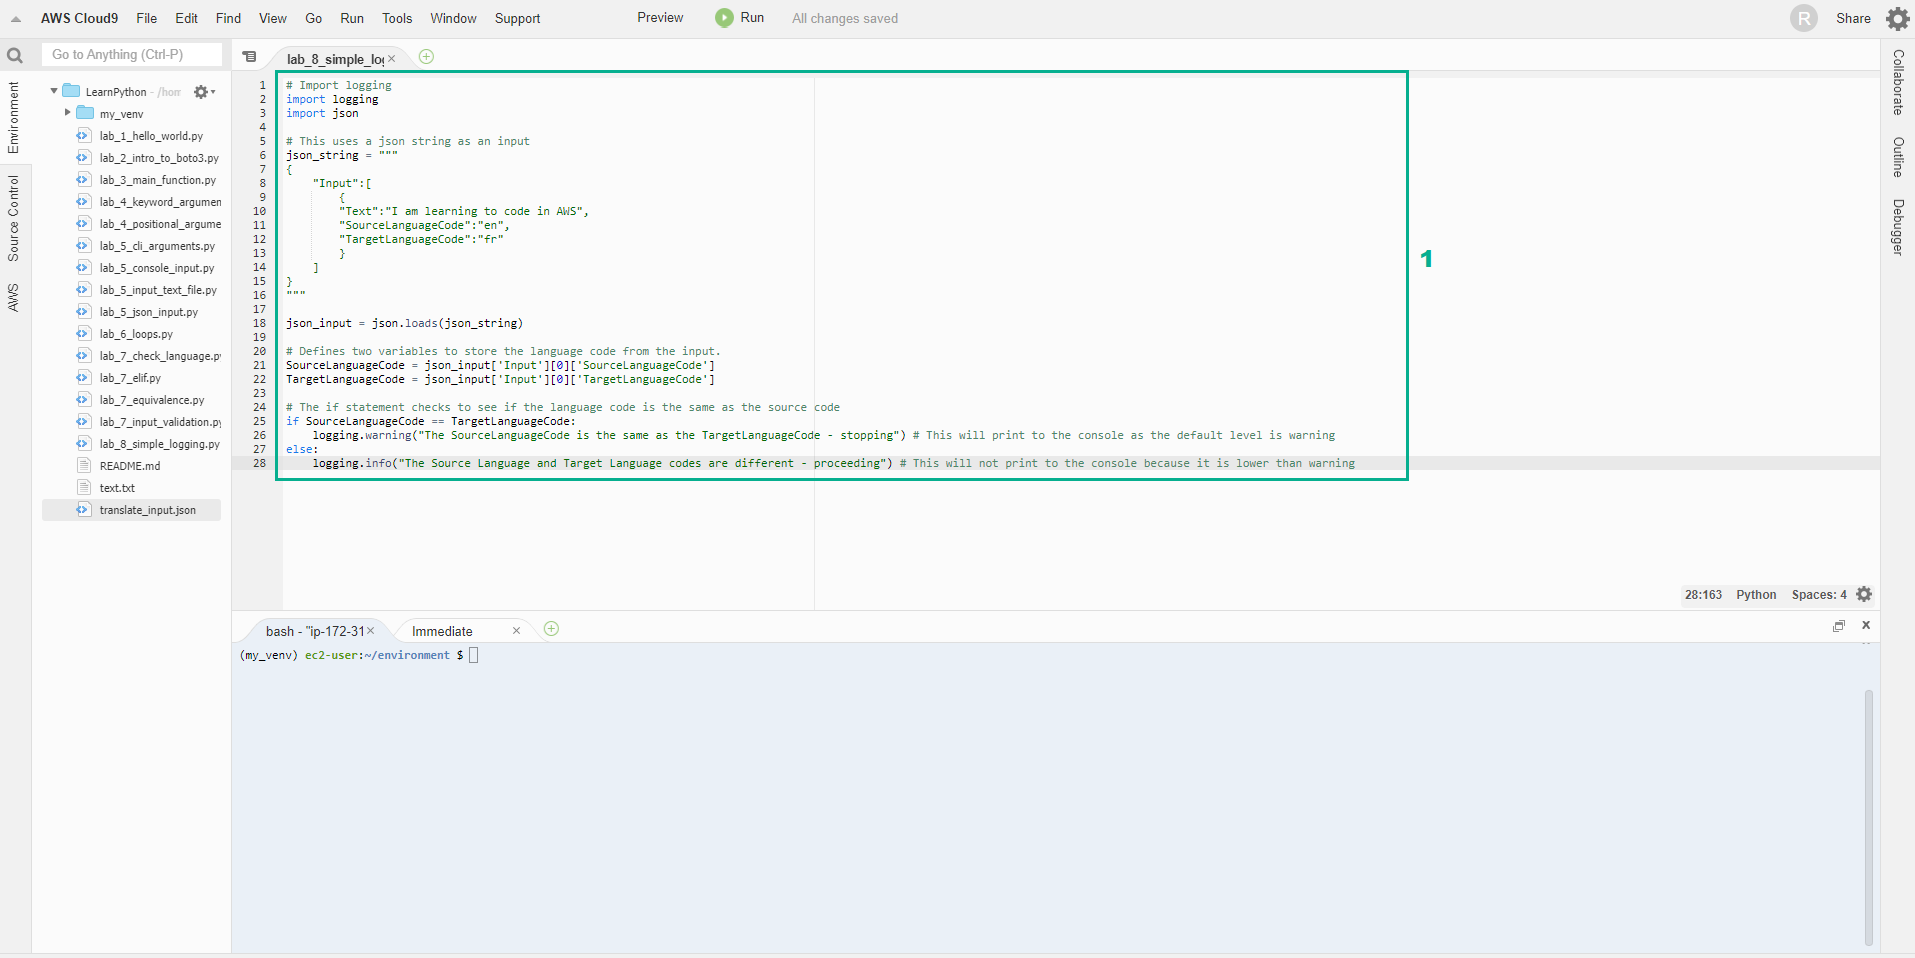 AWS Cloud9 File Edit Find View Go Run Tools Window Support Preview Run All changes saved R Share
Go to Anything (Ctrl-P)
Environment
Source Control
AWS
LearnPython - /hom
my_venv
lab_1_hello_world.py
lab_2_intro_to_boto3.py
lab_3_main_function.py
lab_4_keyword_argumen
lab_4_positional_argume
lab_5_cli_arguments.py
lab_5_console_input.py
lab_5_input_text_file.py
lab_5_json_input.py
lab_6_loops.py
lab_7_check_language.py
lab_7_elif.py
lab_7_equivalence.py
lab_7_input_validation.py
lab_8_simple_logging.py
README.md
text.txt
translate_input.json
lab_8_simple_log
1 # Import logging
2 import logging
3 import json
4
5 # This uses a json string as an input
6 json_string = """
7 {
8     "Input":[
9         {
10         "Text":"I am learning to code in AWS",
11         "SourceLanguageCode":"en",
12         "TargetLanguageCode":"fr"
13         }
14     ]
15 }
16 """
17
18 json_input = json.loads(json_string)
19
20 # Defines two variables to store the language code from the input.
21 SourceLanguageCode = json_input['Input'][0]['SourceLanguageCode']
22 TargetLanguageCode = json_input['Input'][0]['TargetLanguageCode']
23
24 # The if statement checks to see if the language code is the same as the source code
25 if SourceLanguageCode == TargetLanguageCode:
26     logging.warning("The SourceLanguageCode is the same as the TargetLanguageCode - stopping") # This will print to the console as the default level is warning
27 else:
28     logging.info("The Source Language and Target Language codes are different - proceeding") # This will not print to the console because it is lower than warning
1
28:163 Python Spaces: 4
bash - "ip-172-31 Immediate
(my_venv) ec2-user:~/environment $
Collaborate
Outline
Debugger